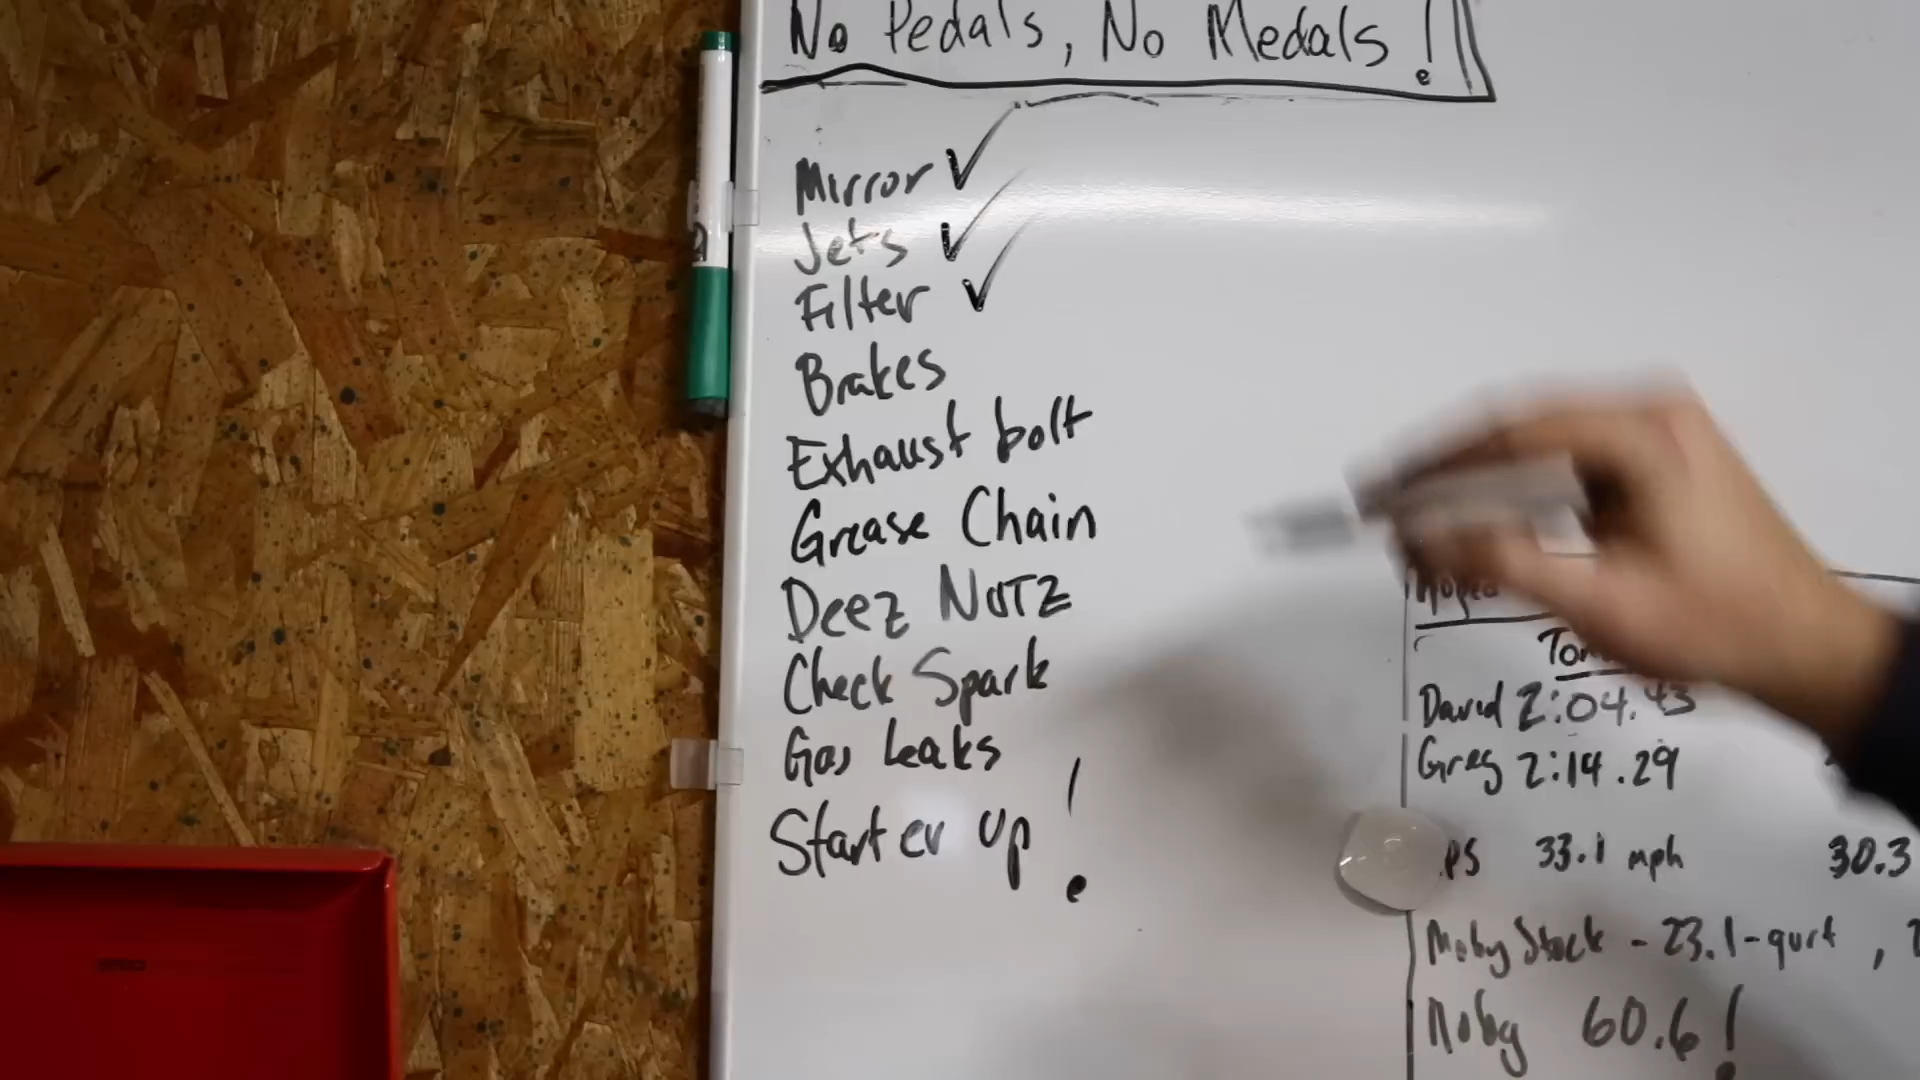 No Pedals, No Medals!
Mirror ✓
Jets ✓
Filter ✓
Brakes
Exhaust bolt
Grease Chain
Deez NUTZ
Check Spark
Gas leaks
Start er up!
David 2:04.43
Greg 2:14.29
33.1 mph 30.3
Moby Stock - 23.1 -
Moby 60.6!